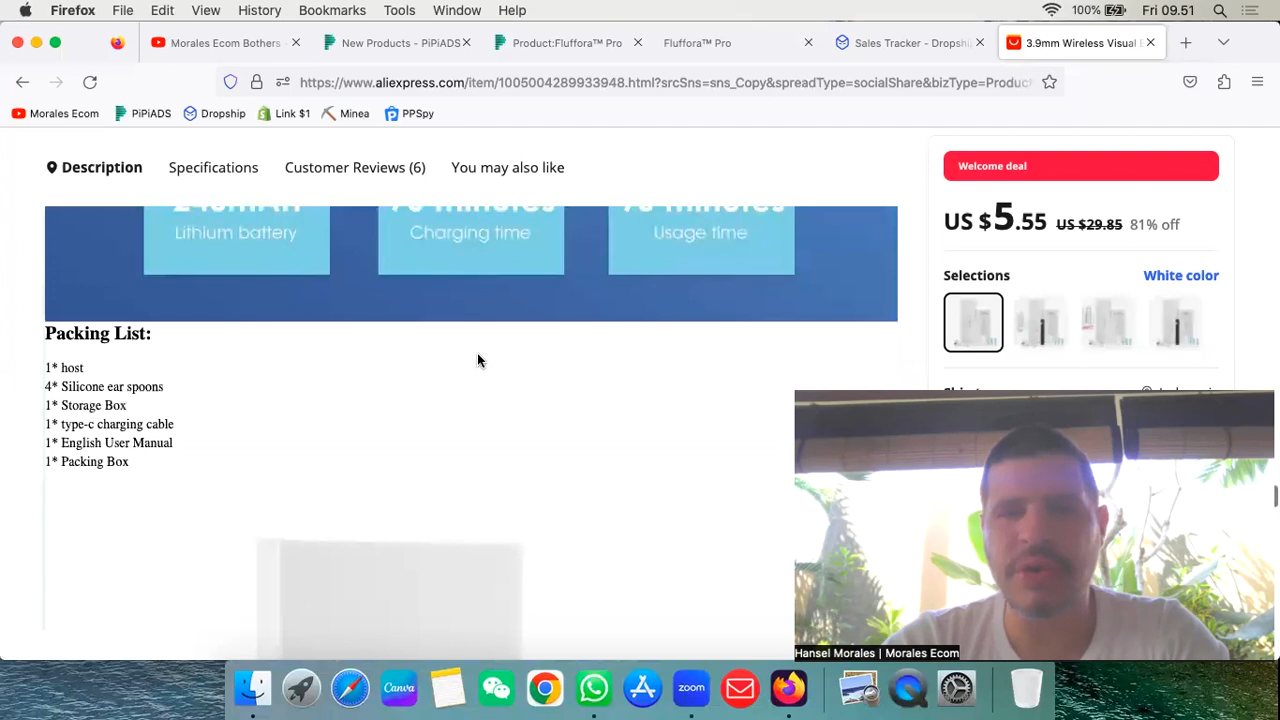 Firefox File Edit View History Bookmarks Tools Window Help 100% Fri 09.51
Morales Ecom Bothers - New Products - PiPiADS Product:Fluffora™ Pro Fluffora™ Pro Sales Tracker - Dropshi 3.9mm Wireless Visual
https://www.aliexpress.com/item/1005004289933948.html?srcSns=sns_Copy&spreadType=socialShare&bizType=Produc
Morales Ecom PiPiADS Dropship Link $1 Minea PPSpy
Description Specifications Customer Reviews (6) You may also like
Welcome deal
US $5.55 US $29.85 81% off
Lithium battery Charging time Usage time
Selections White color
Packing List:
1* host
4* Silicone ear spoons
1* Storage Box
1* type-c charging cable
1* English User Manual
1* Packing Box
Hansel Morales | Morales Ecom
Canva
zoom